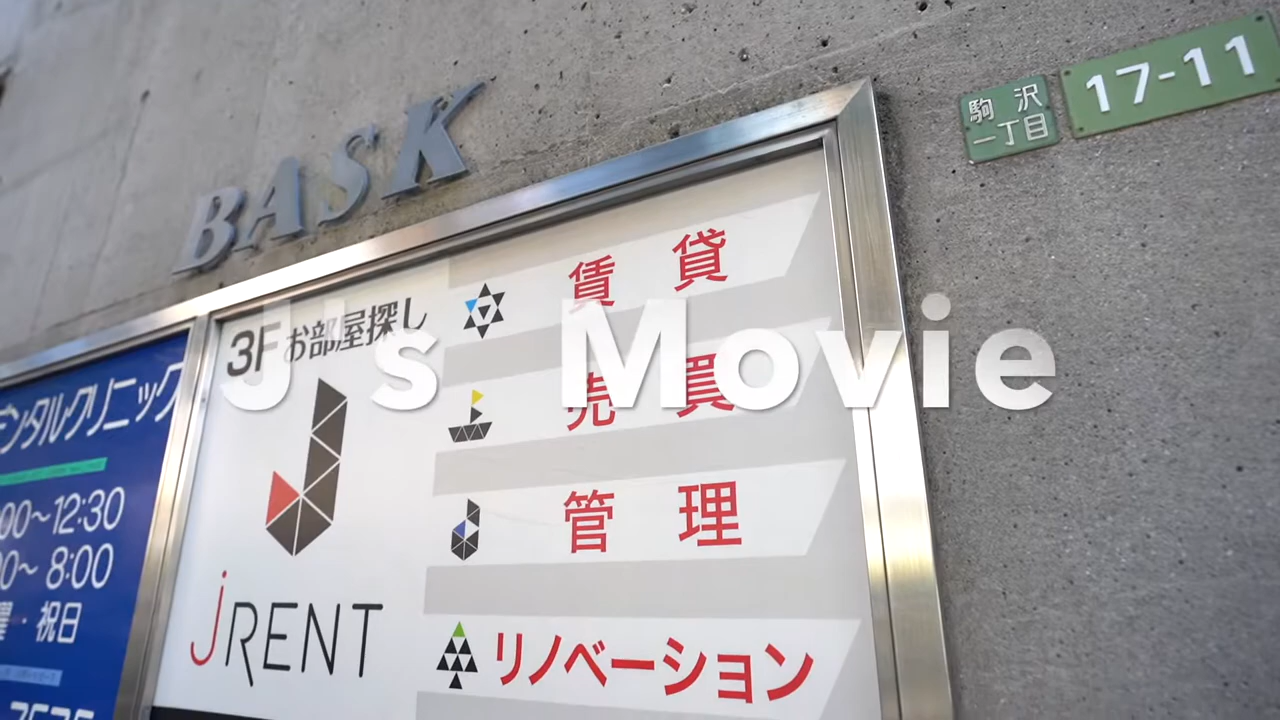 BASK
駒沢
一丁目
17-11
J's Movie
3F お部屋探し
jRENT
賃貸
売買
管理
リノベーション
デンタルクリニック
00～12:30
0～8:00
・祝日